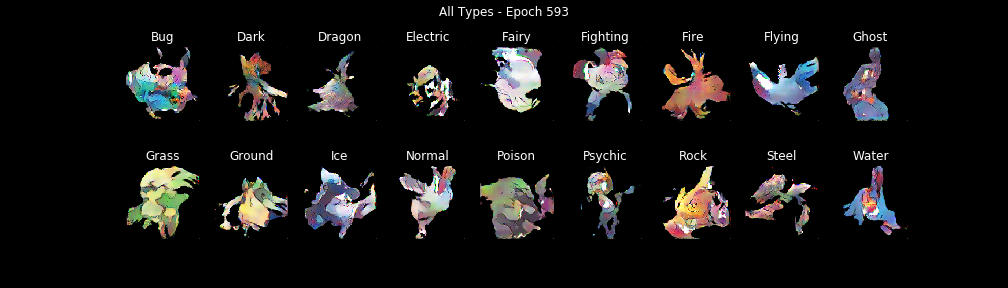 All Types - Epoch 593
Bug Dark Dragon Electric Fairy Fighting Fire Flying Ghost
Grass Ground Ice Normal Poison Psychic Rock Steel Water